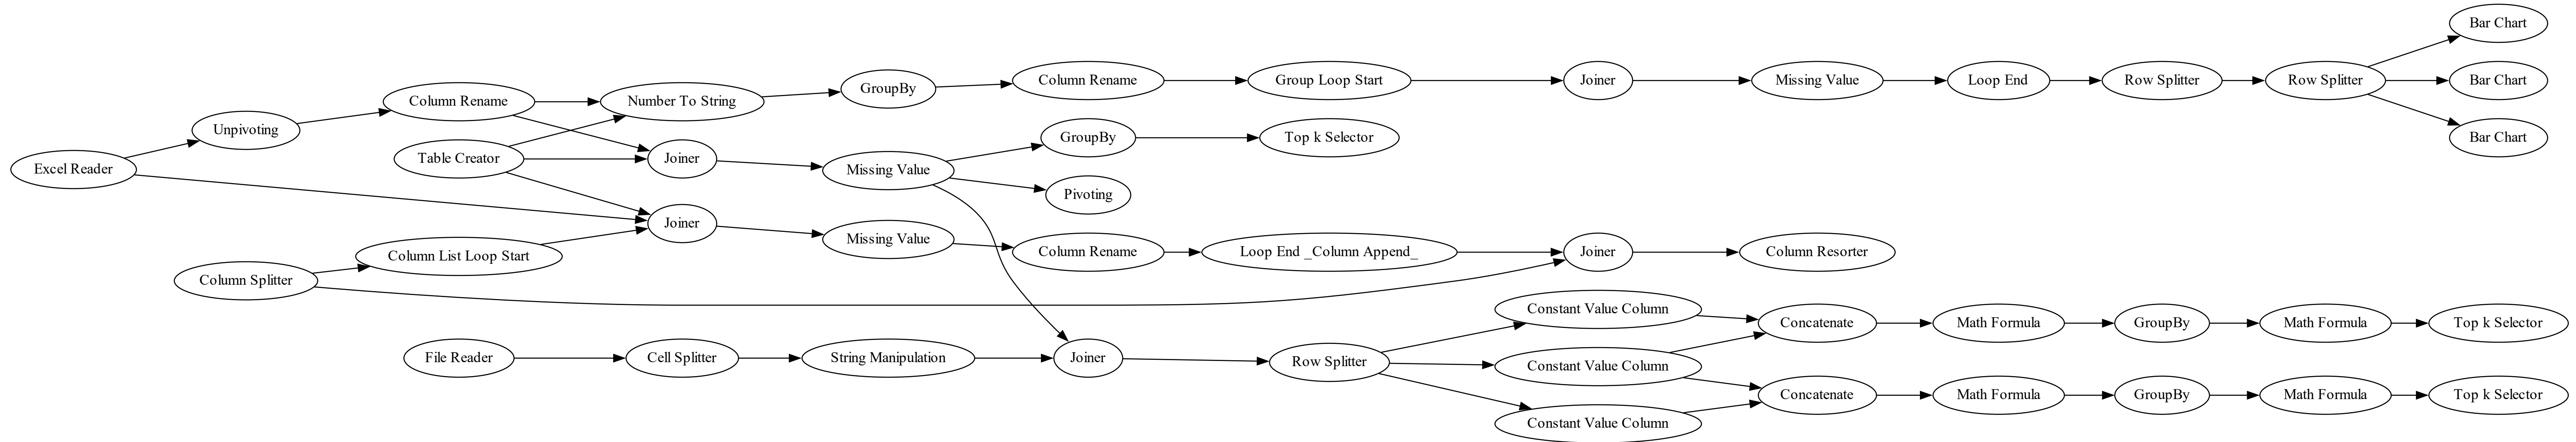 Bar Chart
Column Rename
Number To String
GroupBy
Column Rename
Group Loop Start
Joiner
Missing Value
Loop End
Row Splitter
Row Splitter
Bar Chart
Unpivoting
Table Creator
Joiner
GroupBy
Top k Selector
Bar Chart
Excel Reader
Missing Value
Pivoting
Joiner
Column List Loop Start
Missing Value
Column Rename
Loop End _Column Append_
Joiner
Column Resorter
Column Splitter
Constant Value Column
Concatenate
Math Formula
GroupBy
Math Formula
Top k Selector
File Reader
Cell Splitter
String Manipulation
Joiner
Row Splitter
Constant Value Column
Concatenate
Math Formula
GroupBy
Math Formula
Top k Selector
Constant Value Column